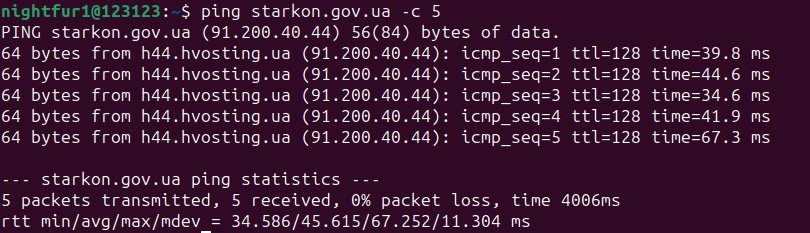 nightfur1@123123:~$ ping starkon.gov.ua -c 5
PING starkon.gov.ua (91.200.40.44) 56(84) bytes of data.
64 bytes from h44.hvosting.ua (91.200.40.44): icmp_seq=1 ttl=128 time=39.8 ms
64 bytes from h44.hvosting.ua (91.200.40.44): icmp_seq=2 ttl=128 time=44.6 ms
64 bytes from h44.hvosting.ua (91.200.40.44): icmp_seq=3 ttl=128 time=34.6 ms
64 bytes from h44.hvosting.ua (91.200.40.44): icmp_seq=4 ttl=128 time=41.9 ms
64 bytes from h44.hvosting.ua (91.200.40.44): icmp_seq=5 ttl=128 time=67.3 ms

--- starkon.gov.ua ping statistics ---
5 packets transmitted, 5 received, 0% packet loss, time 4006ms
rtt min/avg/max/mdev = 34.586/45.615/67.252/11.304 ms